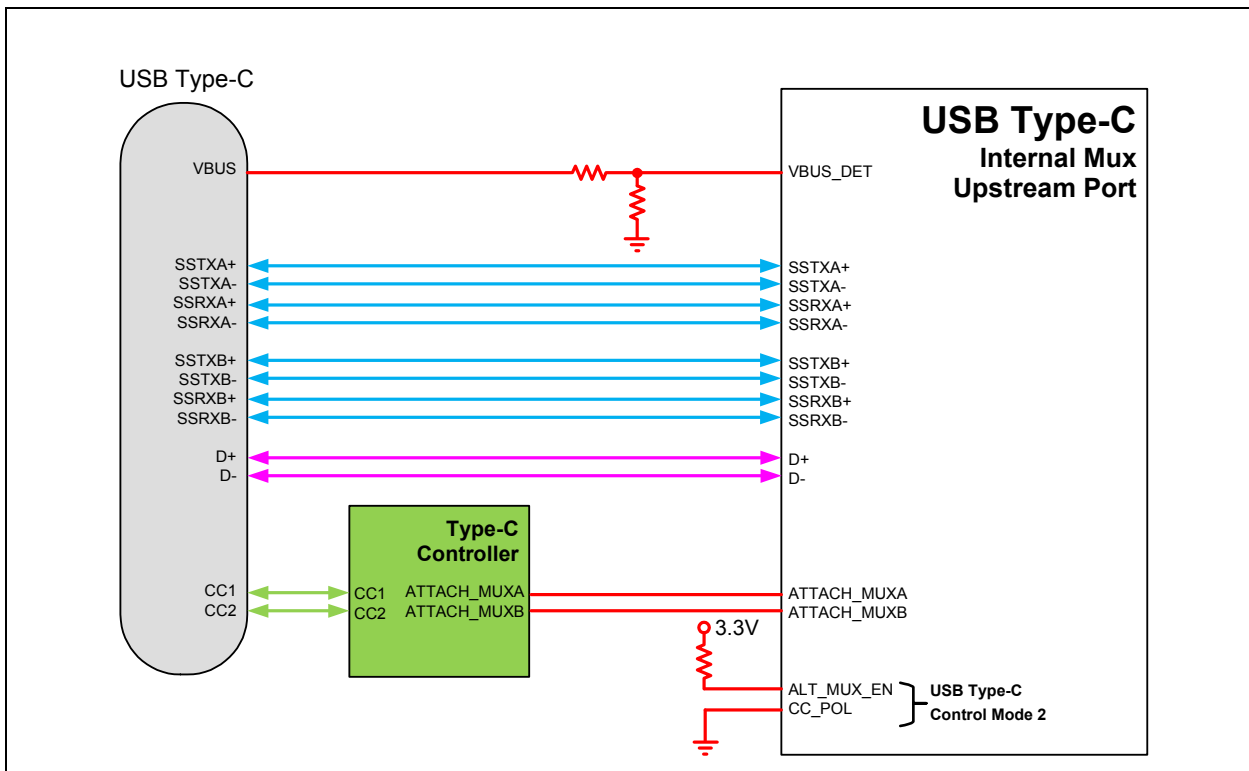 USB Type-C
VBUS
SSTXA+
SSTXA-
SSRXA+
SSRXA-
SSTXB+
SSTXB-
SSRXB+
SSRXB-
D+
D-
CC1
CC2
Type-C
Controller
CC1 ATTACH_MUXA
CC2 ATTACH_MUXB
3.3V
USB Type-C
Internal Mux
Upstream Port
VBUS_DET
SSTXA+
SSTXA-
SSRXA+
SSRXA-
SSTXB+
SSTXB-
SSRXB+
SSRXB-
D+
D-
ATTACH_MUXA
ATTACH_MUXB
ALT_MUX_EN
CC_POL
USB Type-C
Control Mode 2